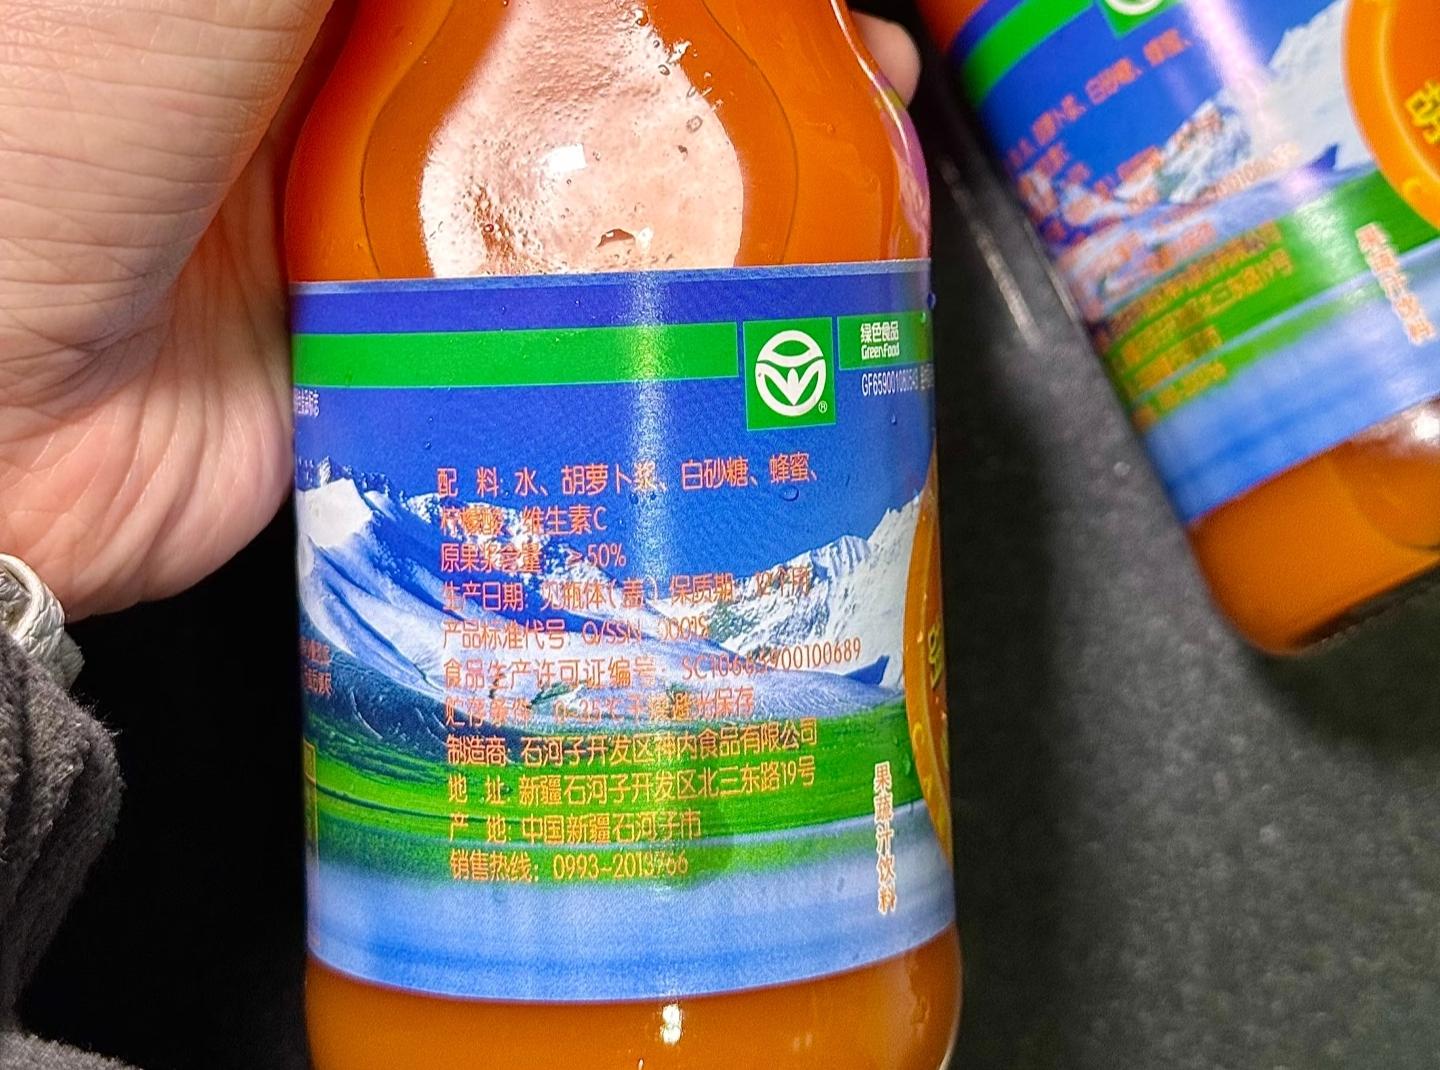 绿色食品
GreenFood
配 料: 水、胡萝卜浆、白砂糖、蜂蜜、
柠檬酸、维生素C
原果浆含量: ≥50%
生产日期: 见瓶体(盖) 保质期: 12个月
产品标准代号: Q/SSN 0001S
食品生产许可证编号:
贮存条件: 0-35℃干燥避光保存
制造商: 石河子开发区神内食品有限公司
地 址: 新疆石河子开发区北三东路19号
产 地: 中国新疆石河子市
销售热线: 0993-2013766
果蔬汁饮料